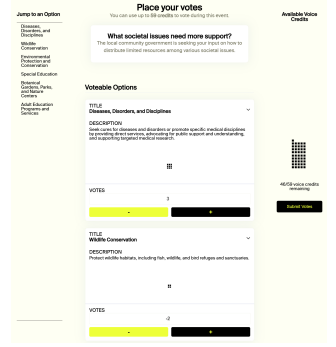 Place your votes
You can use up to 59 credits to vote during this event.
Jump to an Option
Diseases,
Disorders, and
Disciplines
Wildlife
Conservation
Environmental
Protection and
Conservation
Special Education
Botanical
Gardens, Parks,
and Nature
Centers
Adult Education
Programs and
Services
What societal issues need more support?
The local community government is seeking your input on how to
distribute limited resources among various societal issues.
Voteable Options
TITLE
Diseases, Disorders, and Disciplines
DESCRIPTION
Seek cures for diseases and disorders or promote specific medical disciplines
by providing direct services, advocating for public support and understanding,
and supporting targeted medical research.
VOTES
3
-
+
TITLE
Wildlife Conservation
DESCRIPTION
Protect wildlife habitats, including fish, wildlife, and bird refuges and sanctuaries.
VOTES
-2
-
+
Available Voice
Credits
46/59 voice credits
remaining
Submit Votes